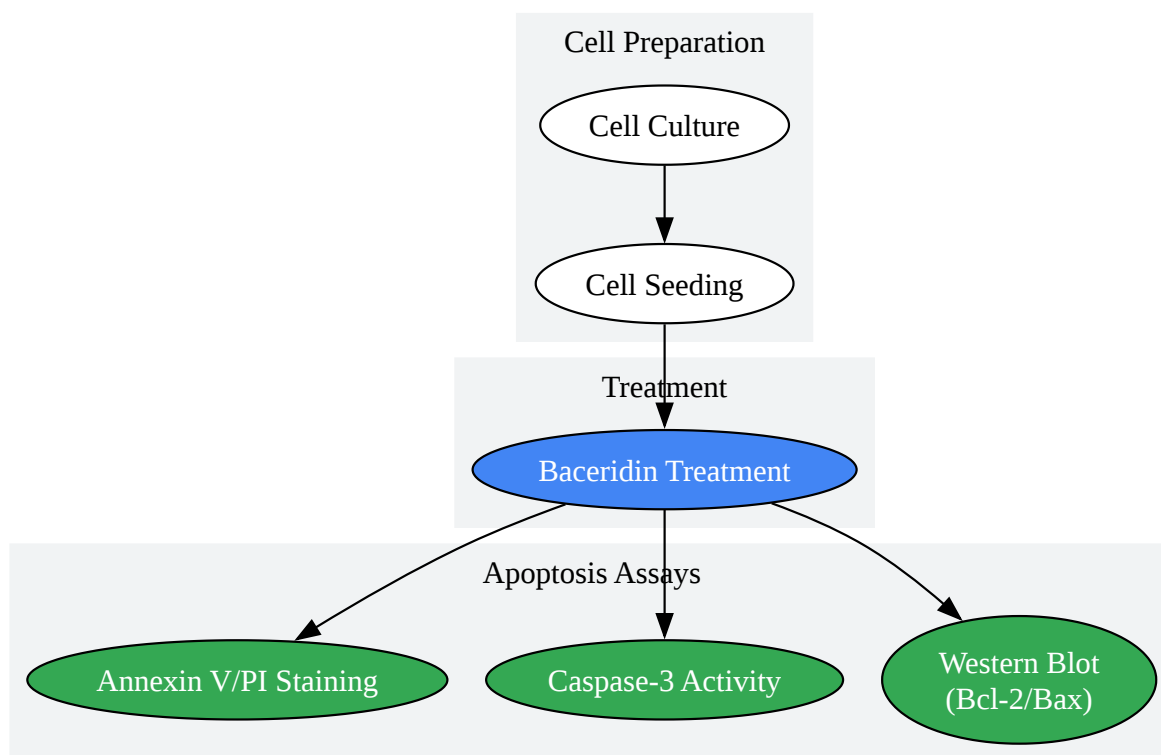 Cell Preparation
Cell Culture
Cell Seeding
Treatment
Baceridin Treatment
Apoptosis Assays
Annexin V/PI Staining
Caspase-3 Activity
Western Blot
(Bcl-2/Bax)